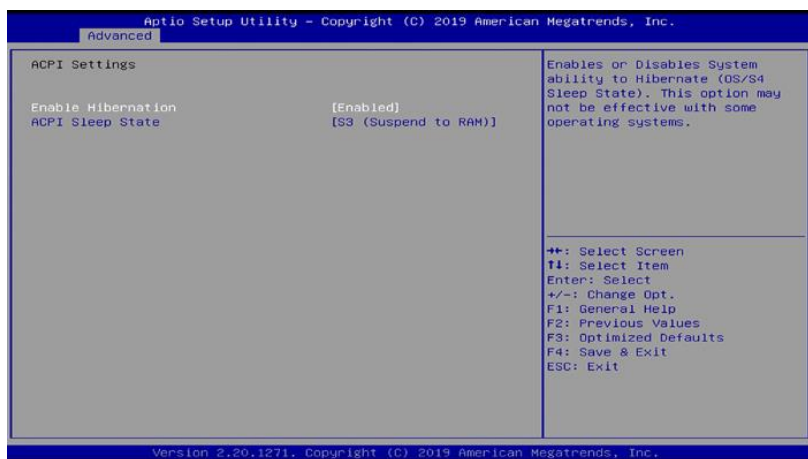 Aptio Setup Utility – Copyright (C) 2019 American Megatrends, Inc.
Advanced
ACPI Settings
Enable Hibernation [Enabled]
ACPI Sleep State [S3 (Suspend to RAM)]
Enables or Disables System
ability to Hibernate (OS/S4
Sleep State). This option may
not be effective with some
operating systems.
→←: Select Screen
↑↓: Select Item
Enter: Select
+/-: Change Opt.
F1: General Help
F2: Previous Values
F3: Optimized Defaults
F4: Save & Exit
ESC: Exit
Version 2.20.1271. Copyright (C) 2019 American Megatrends, Inc.